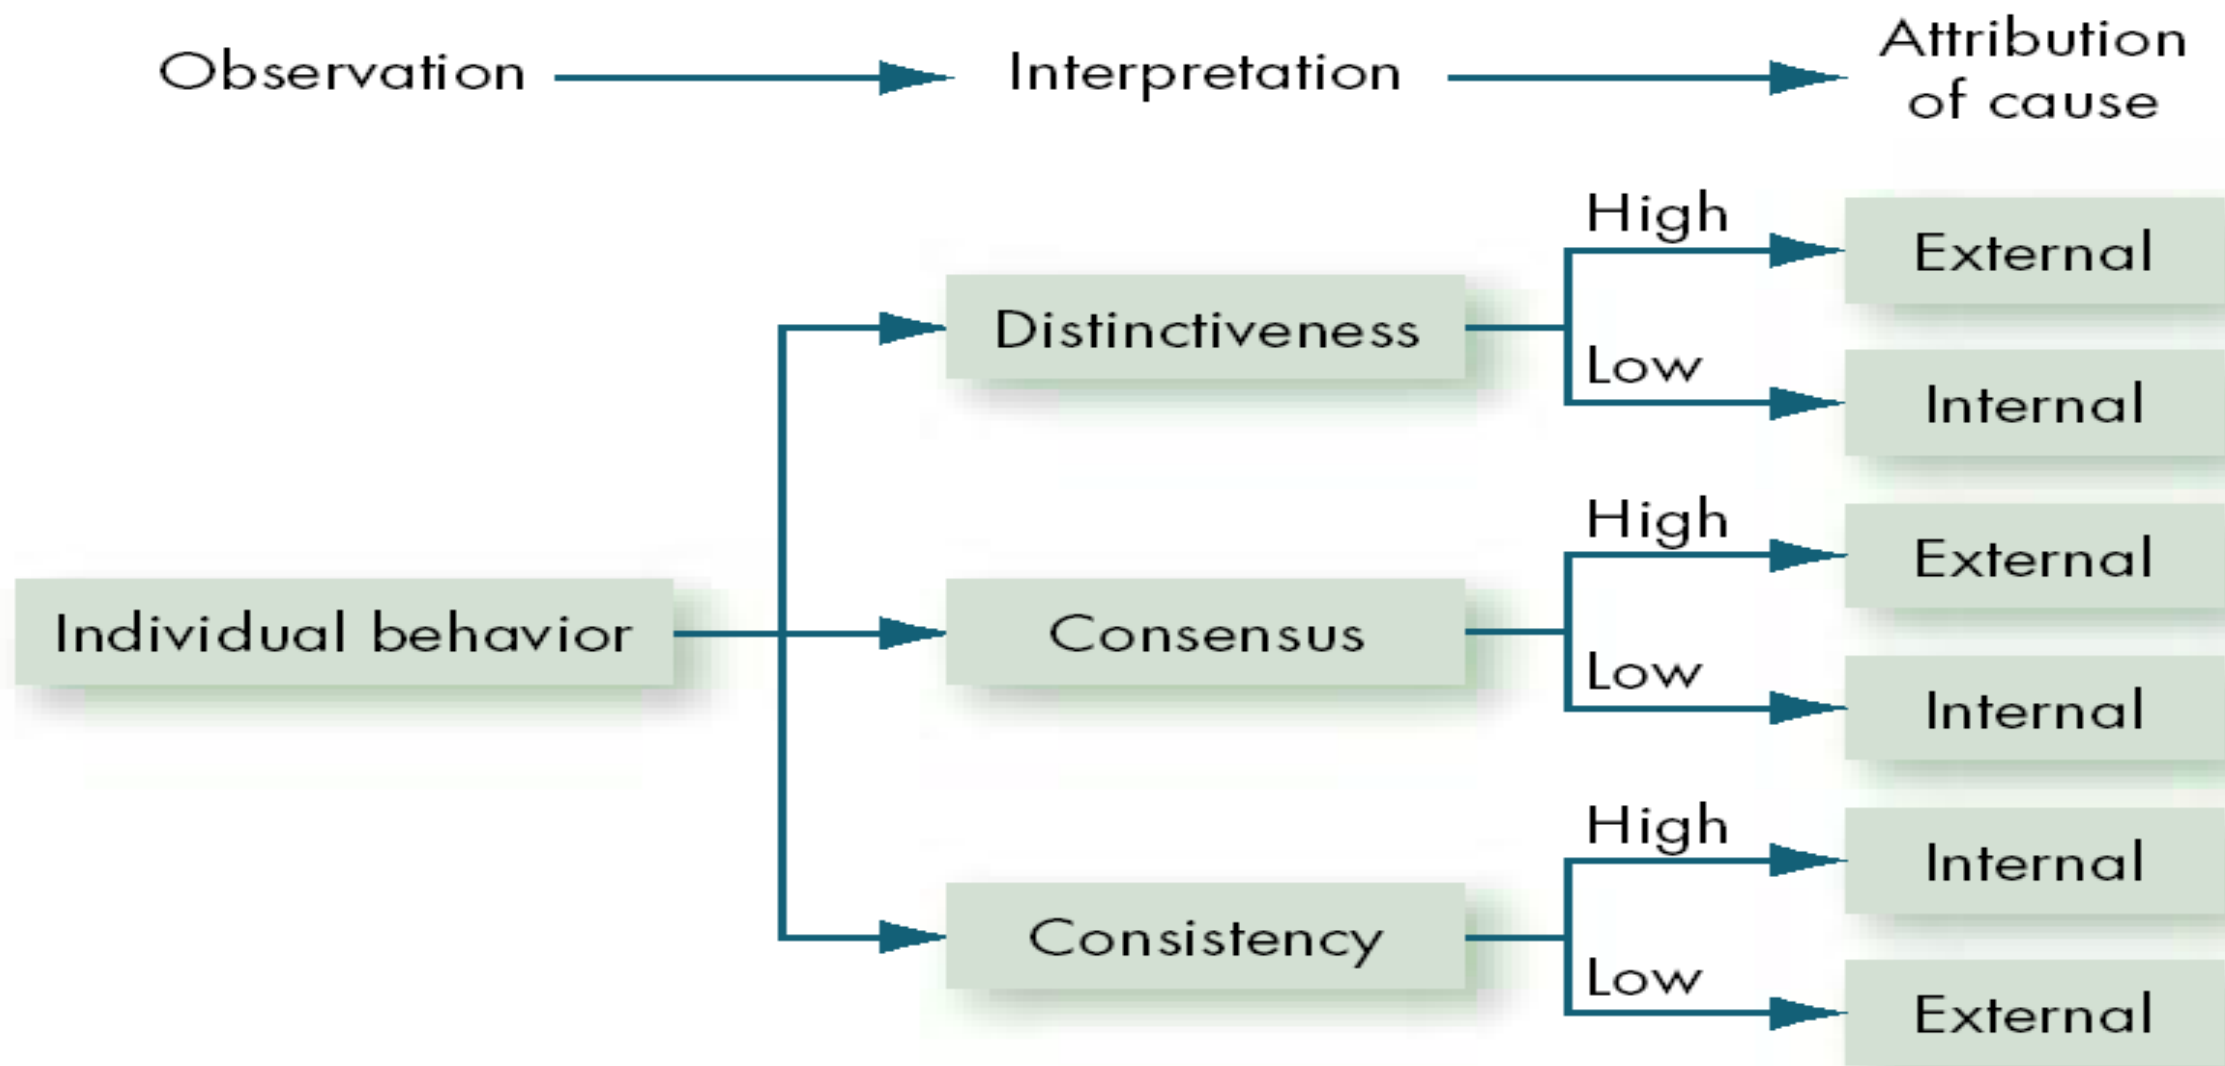 Observation
Interpretation
Attribution
of cause
High
External
Distinctiveness
Low
Internal
High
External
Individual behavior
Consensus
Low
Internal
High
Internal
Consistency
Low
External